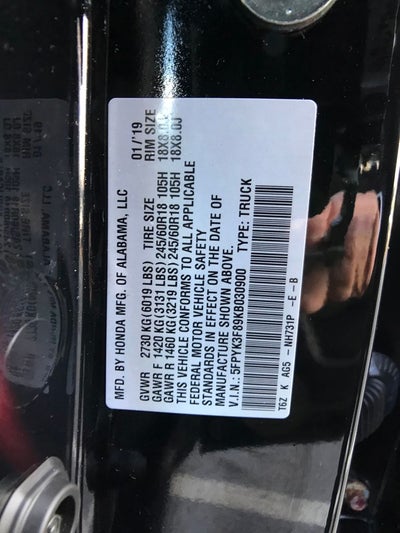 MFD. BY HONDA MFG. OF ALABAMA, LLC 01/'19
GVWR 2730 KG (6019 LBS) TIRE SIZE RIM SIZE
GAWR F 1420 KG (3131 LBS) 245/60R18 105H 18X8.0J
GAWR R 1460 KG (3219 LBS) 245/60R18 105H 18X8.0J
THIS VEHICLE CONFORMS TO ALL APPLICABLE
FEDERAL MOTOR VEHICLE SAFETY
STANDARDS IN EFFECT ON THE DATE OF
MANUFACTURE SHOWN ABOVE.
V.I.N.: 5FPYK3F89KB030900 TYPE: TRUCK
T6Z K AG5 -NH731P -E -B